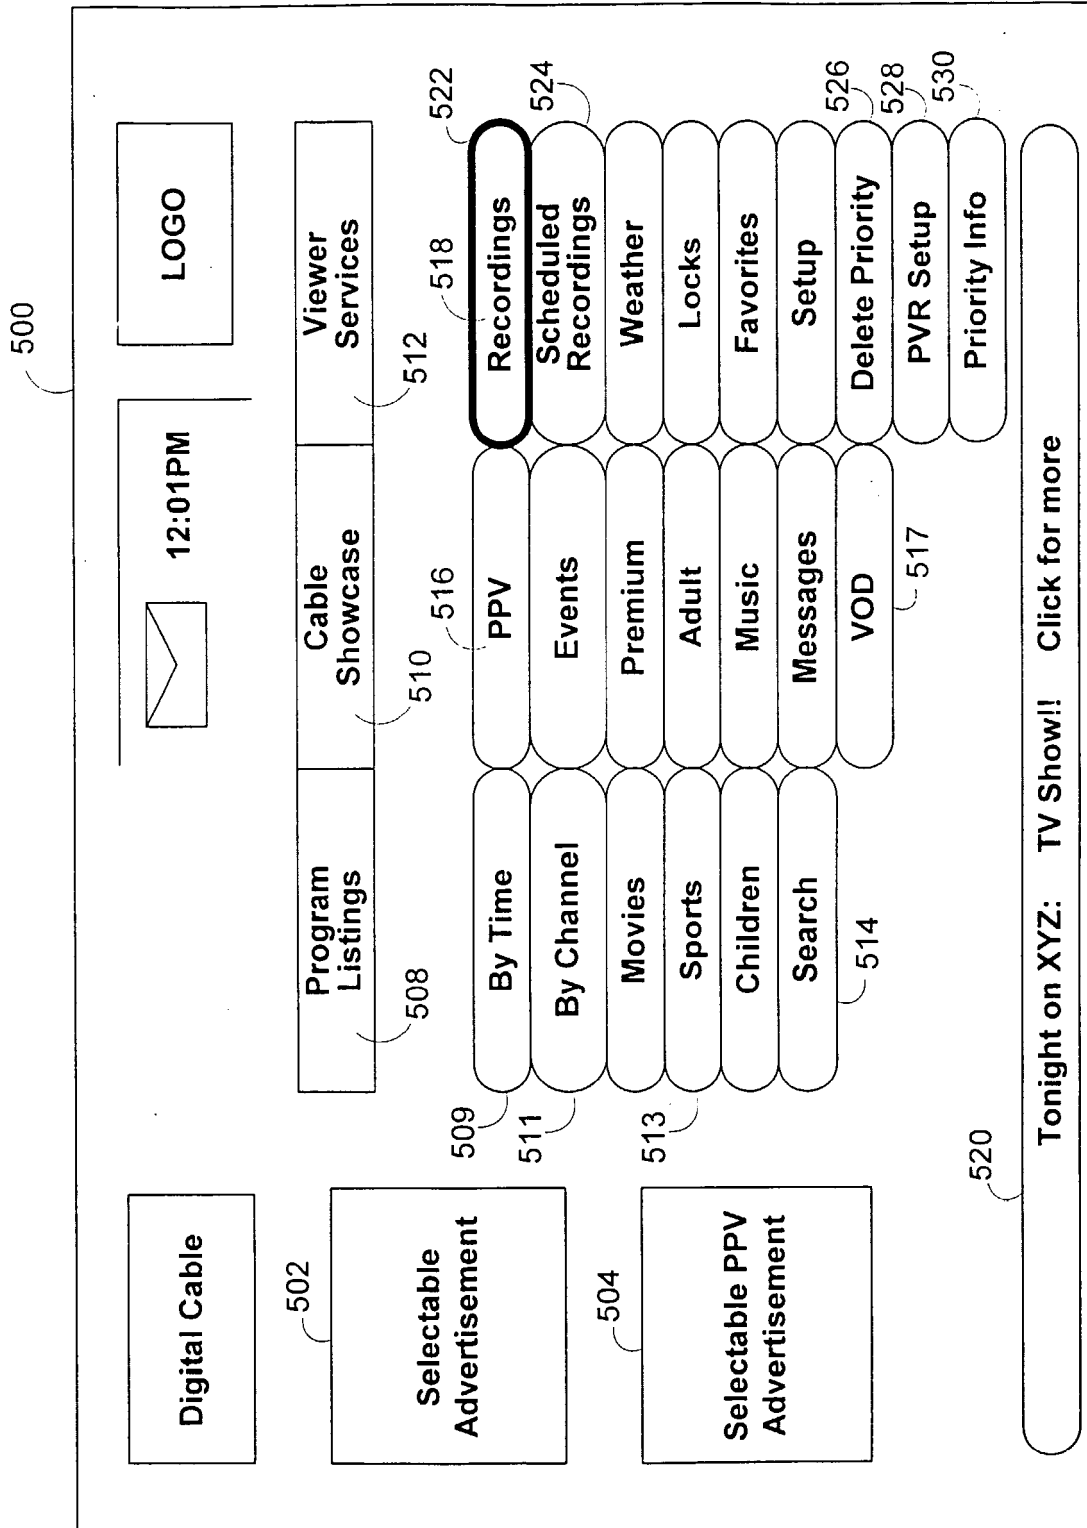 500
Digital Cable
12:01PM
LOGO
502
Selectable
Advertisement
504
Selectable PPV
Advertisement
Program
Listings
508
Cable
Showcase
510
Viewer
Services
512
509
By Time
511
By Channel
Movies
513
Sports
Children
Search
514
516
PPV
Events
Premium
Adult
Music
Messages
VOD
517
518
522
Recordings
524
Scheduled
Recordings
Weather
Locks
Favorites
Setup
526
Delete Priority
528
PVR Setup
530
Priority Info
520
Tonight on XYZ: TV Show!! Click for more